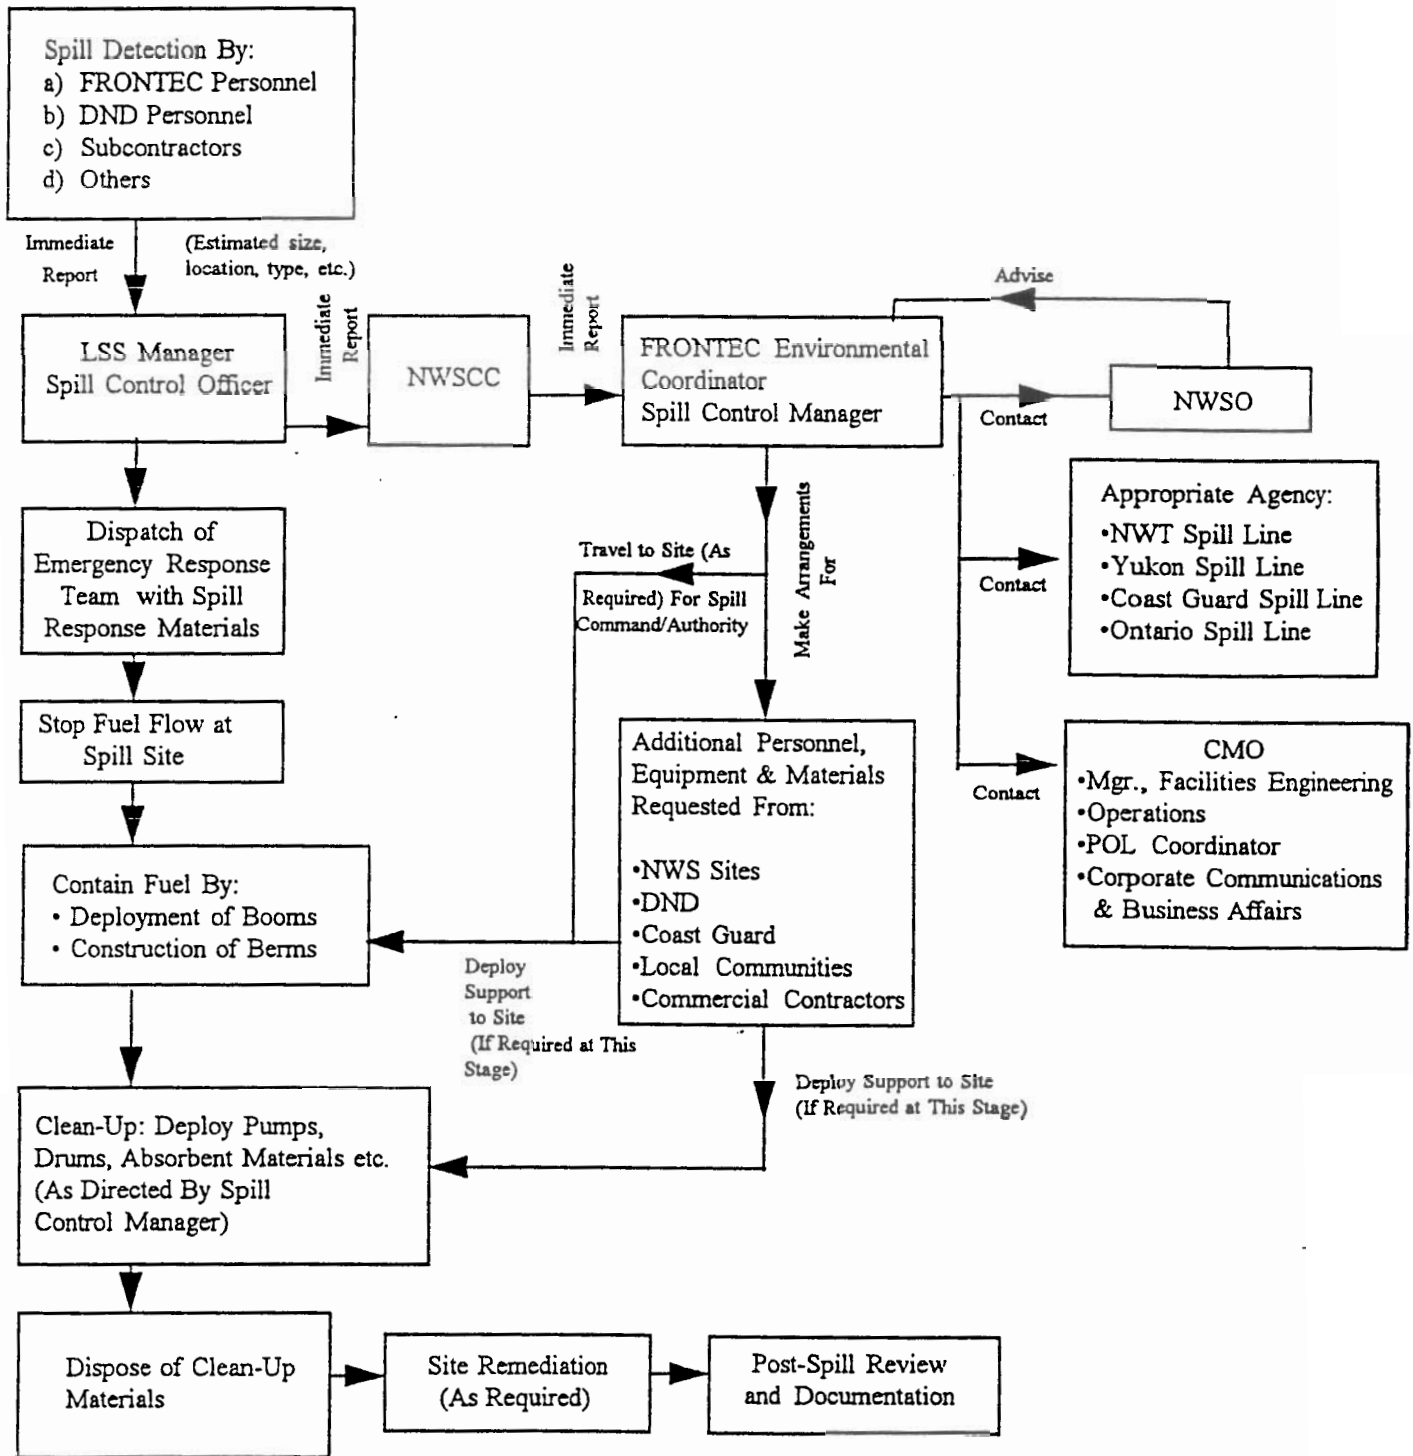 Spill Detection By:
a) FRONTEC Personnel
b) DND Personnel
c) Subcontractors
d) Others
Immediate
Report
(Estimated size,
location, type, etc.)
LSS Manager
Spill Control Officer
Immediate
Report
NWSCC
Immediate
Report
FRONTEC Environmental
Coordinator
Spill Control Manager
Advise
Contact
NWSO
Contact
Appropriate Agency:
•NWT Spill Line
•Yukon Spill Line
•Coast Guard Spill Line
•Ontario Spill Line
Contact
CMO
•Mgr., Facilities Engineering
•Operations
•POL Coordinator
•Corporate Communications
& Business Affairs
Dispatch of
Emergency Response
Team with Spill
Response Materials
Travel to Site (As
Required) For Spill
Command/Authority
Make Arrangements
For
Stop Fuel Flow at
Spill Site
Additional Personnel,
Equipment & Materials
Requested From:
•NWS Sites
•DND
•Coast Guard
•Local Communities
•Commercial Contractors
Contain Fuel By:
• Deployment of Booms
• Construction of Berms
Deploy
Support
to Site
(If Required at This
Stage)
Deploy Support to Site
(If Required at This Stage)
Clean-Up: Deploy Pumps,
Drums, Absorbent Materials etc.
(As Directed By Spill
Control Manager)
Dispose of Clean-Up
Materials
Site Remediation
(As Required)
Post-Spill Review
and Documentation